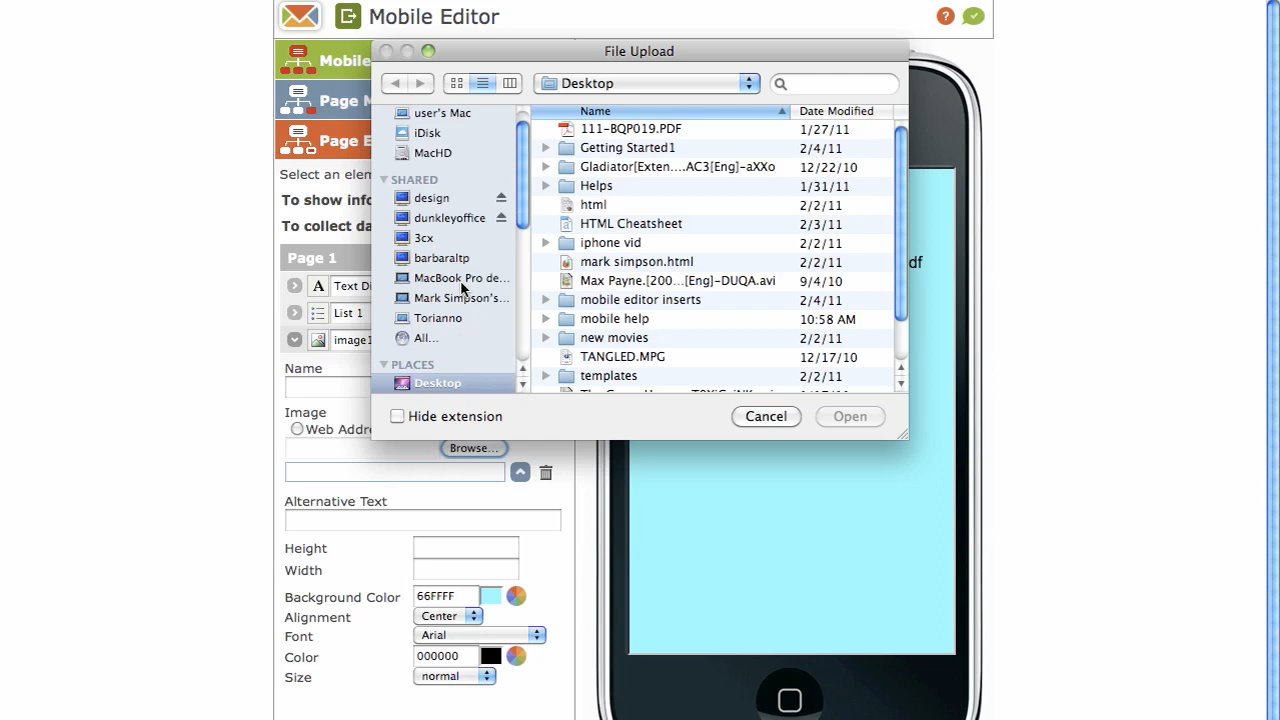 Mobile Editor
File Upload
Mobile
Page M
Page E
Select an elem
To show info
To collect da
Page 1
A Text Di
List 1
image1
Name
Image
Web Addre
Browse...
Alternative Text
Height
Width
Background Color 66FFFF
Alignment Center
Font Arial
Color 000000
Size normal
Desktop
user's Mac
iDisk
MacHD
SHARED
design
dunkleyoffice
3cx
barbaraltp
MacBook Pro de...
Mark Simpson's...
Torianno
All...
PLACES
Desktop
Name Date Modified
111-BQP019.PDF 1/27/11
Getting Started1 2/4/11
Gladiator[Exten....AC3[Eng]-aXXo 12/22/10
Helps 1/31/11
html 2/2/11
HTML Cheatsheet 2/3/11
iphone vid 2/2/11
mark simpson.html 2/2/11
Max Payne.[200...[Eng]-DUQA.avi 9/4/10
mobile editor inserts 2/4/11
mobile help 10:58 AM
new movies 2/2/11
TANGLED.MPG 12/17/10
templates 2/2/11
Hide extension
Cancel Open
df